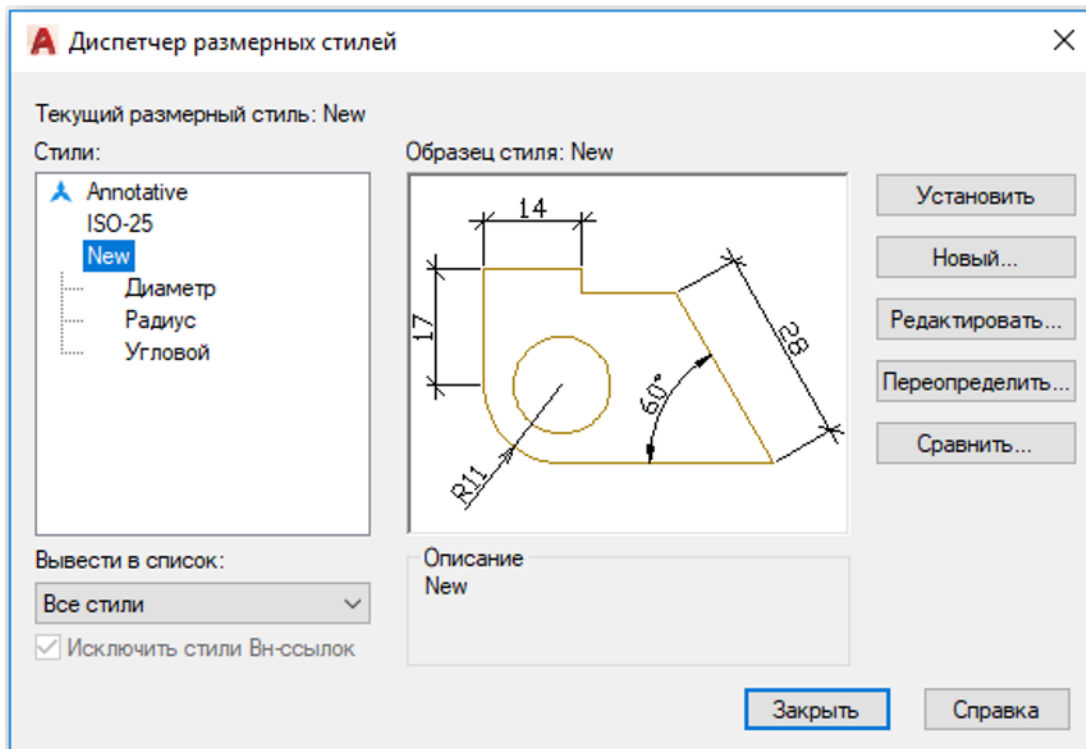 Диспетчер размерных стилей
Текущий размерный стиль: New
Стили:
Annotative
ISO-25
New
Диаметр
Радиус
Угловой
Образец стиля: New
14
17
28
60°
R11
Установить
Новый...
Редактировать...
Переопределить...
Сравнить...
Вывести в список:
Все стили
Исключить стили Вн-ссылок
Описание
New
Закрыть
Справка